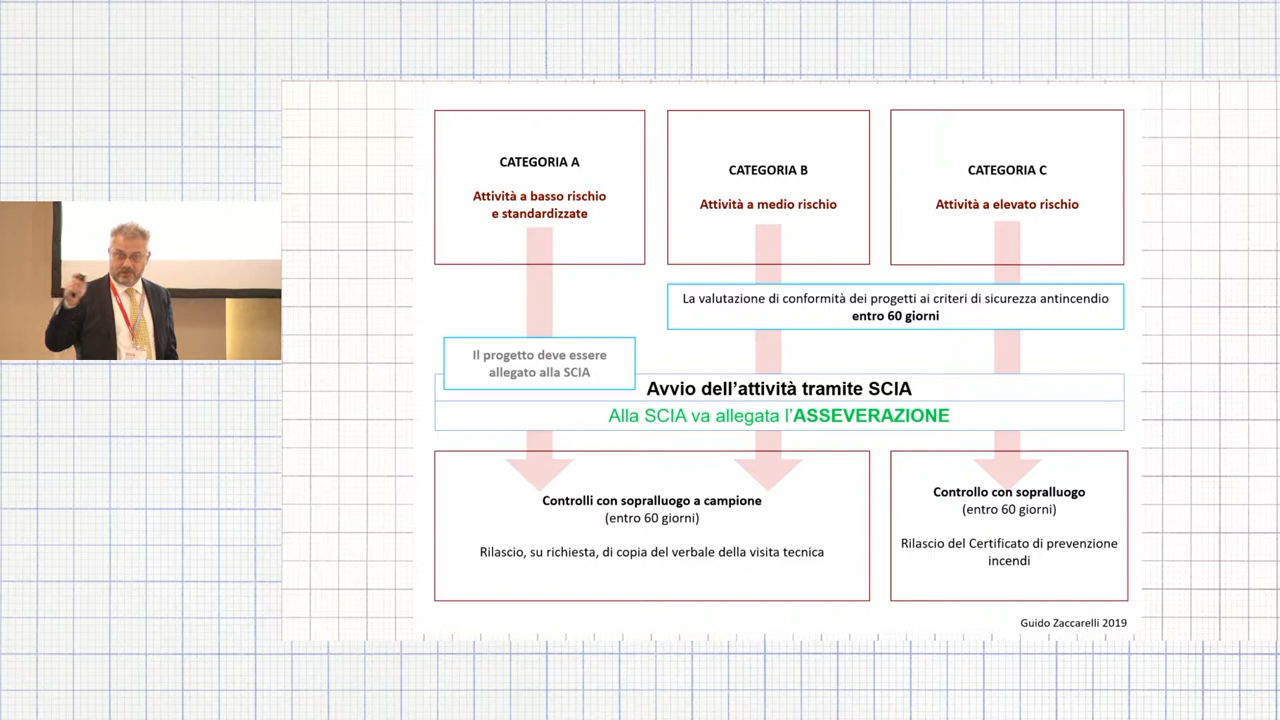 CATEGORIA A
Attività a basso rischio
e standardizzate
CATEGORIA B
Attività a medio rischio
CATEGORIA C
Attività a elevato rischio
La valutazione di conformità dei progetti ai criteri di sicurezza antincendio
entro 60 giorni
Il progetto deve essere
allegato alla SCIA
Avvio dell'attività tramite SCIA
Alla SCIA va allegata l'ASSEVERAZIONE
Controlli con sopralluogo a campione
(entro 60 giorni)
Rilascio, su richiesta, di copia del verbale della visita tecnica
Controllo con sopralluogo
(entro 60 giorni)
Rilascio del Certificato di prevenzione
incendi
Guido Zaccarelli 2019